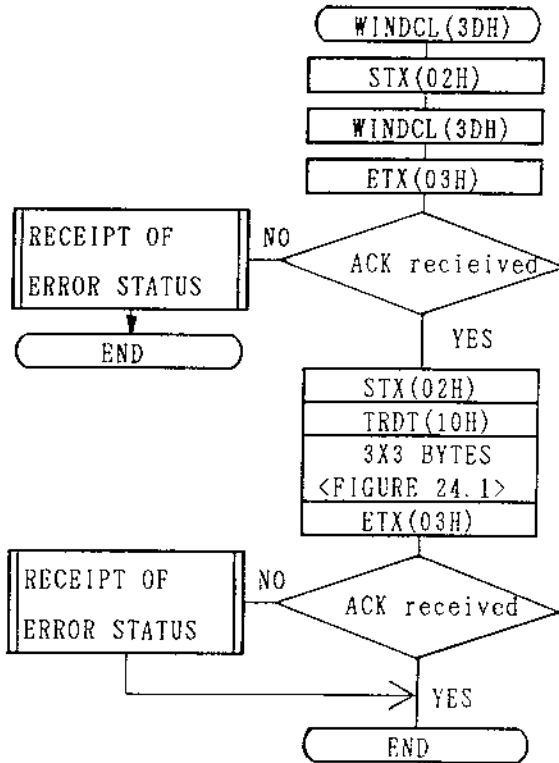 WINDCL(3DH)
STX(02H)
WINDCL(3DH)
ETX(03H)
ACK recieived
NO
RECEIPT OF
ERROR STATUS
END
YES
STX(02H)
TRDT(10H)
3X3 BYTES
<FIGURE 24.1>
ETX(03H)
ACK received
NO
RECEIPT OF
ERROR STATUS
YES
END